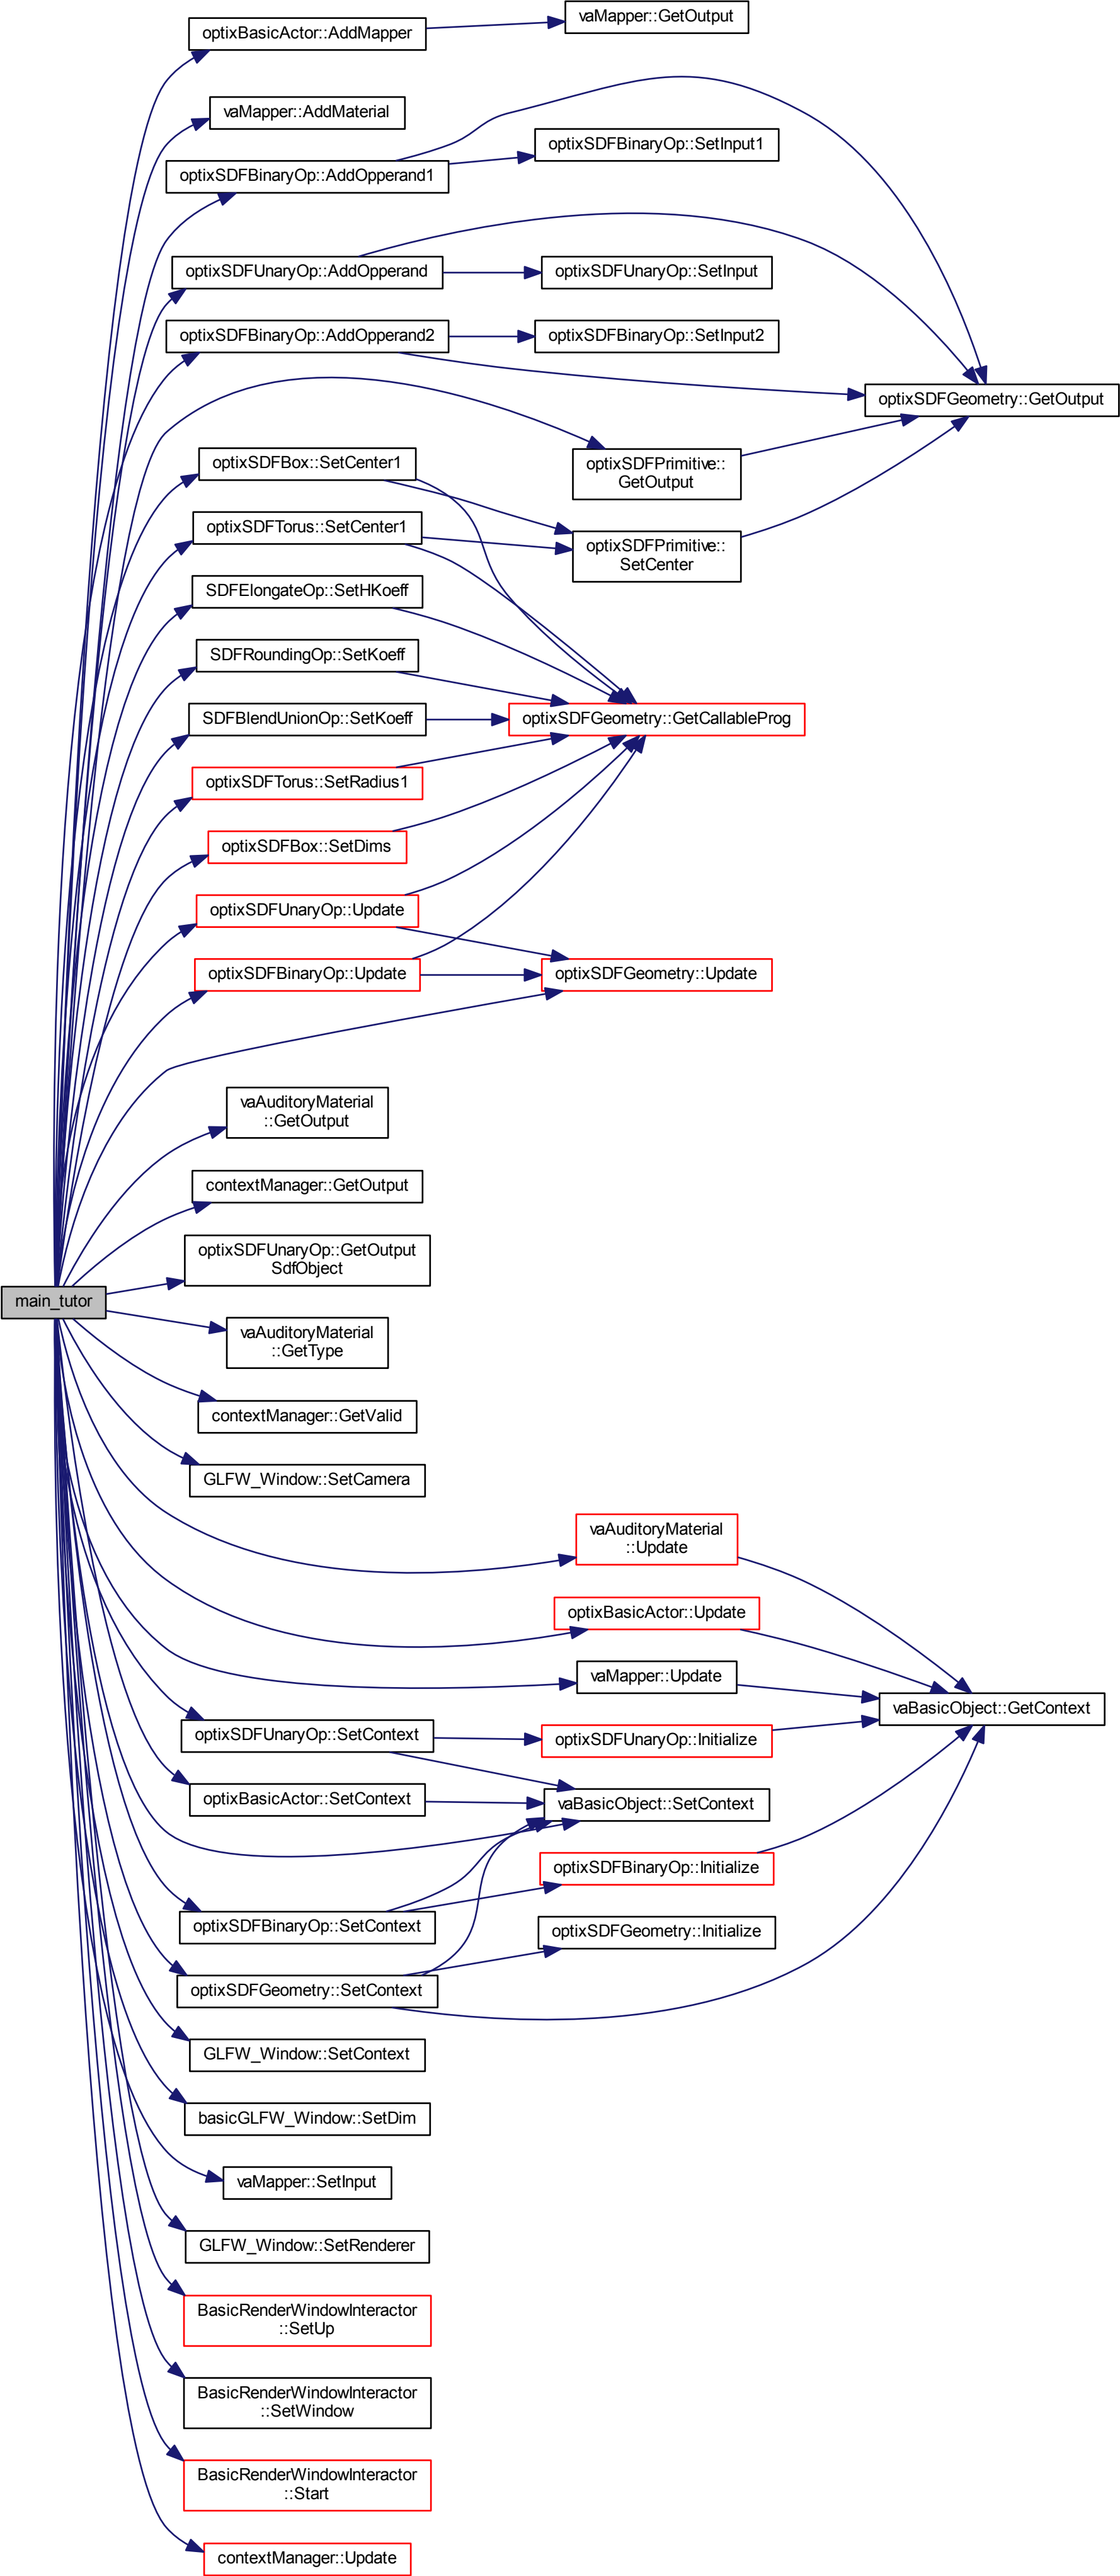 vaMapper::GetOutput
optixBasicActor::AddMapper
vaMapper::AddMaterial
optixSDFBinaryOp::SetInput1
optixSDFBinaryOp::AddOpperand1
optixSDFUnaryOp::AddOpperand
optixSDFUnaryOp::SetInput
optixSDFBinaryOp::AddOpperand2
optixSDFBinaryOp::SetInput2
optixSDFGeometry::GetOutput
optixSDFBox::SetCenter1
optixSDFPrimitive::
GetOutput
optixSDFTorus::SetCenter1
optixSDFPrimitive::
SetCenter
SDFElongateOp::SetHKoeff
SDFRoundingOp::SetKoeff
SDFBlendUnionOp::SetKoeff
optixSDFGeometry::GetCallableProg
optixSDFTorus::SetRadius1
optixSDFBox::SetDims
optixSDFUnaryOp::Update
optixSDFBinaryOp::Update
optixSDFGeometry::Update
vaAuditoryMaterial
::GetOutput
contextManager::GetOutput
optixSDFUnaryOp::GetOutput
SdfObject
main_tutor
vaAuditoryMaterial
::GetType
contextManager::GetValid
GLFW_Window::SetCamera
vaAuditoryMaterial
::Update
optixBasicActor::Update
vaMapper::Update
vaBasicObject::GetContext
optixSDFUnaryOp::SetContext
optixSDFUnaryOp::Initialize
optixBasicActor::SetContext
vaBasicObject::SetContext
optixSDFBinaryOp::Initialize
optixSDFBinaryOp::SetContext
optixSDFGeometry::Initialize
optixSDFGeometry::SetContext
GLFW_Window::SetContext
basicGLFW_Window::SetDim
vaMapper::SetInput
GLFW_Window::SetRenderer
BasicRenderWindowInteractor
::SetUp
BasicRenderWindowInteractor
::SetWindow
BasicRenderWindowInteractor
::Start
contextManager::Update